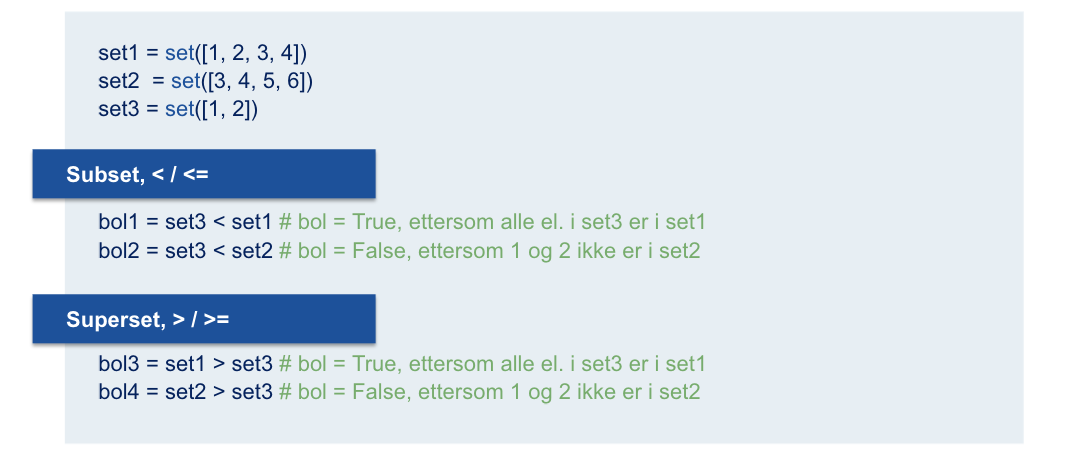 set1 = set([1, 2, 3, 4])
set2  = set([3, 4, 5, 6])
set3 = set([1, 2])
Subset, < / <=
bol1 = set3 < set1 # bol = True, ettersom alle el. i set3 er i set1
bol2 = set3 < set2 # bol = False, ettersom 1 og 2 ikke er i set2
Superset, > / >=
bol3 = set1 > set3 # bol = True, ettersom alle el. i set3 er i set1
bol4 = set2 > set3 # bol = False, ettersom 1 og 2 ikke er i set2